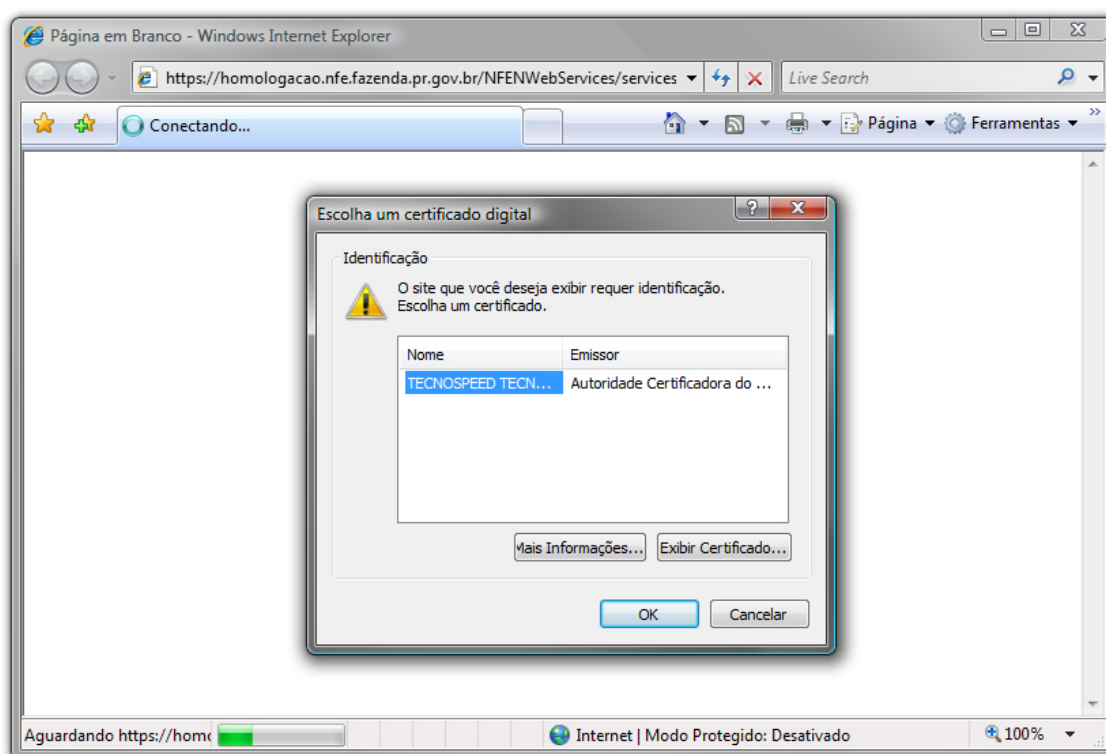 Página em Branco - Windows Internet Explorer
https://homologacao.nfe.fazenda.pr.gov.br/NFENWebServices/services
Live Search
Conectando...
Página
Ferramentas
»
Escolha um certificado digital
?
Identificação
O site que você deseja exibir requer identificação.
Escolha um certificado.
Nome Emissor
TECNOSPEED TECN... Autoridade Certificadora do ...
Mais Informações... Exibir Certificado...
OK Cancelar
Aguardando https://homo Internet | Modo Protegido: Desativado 100%